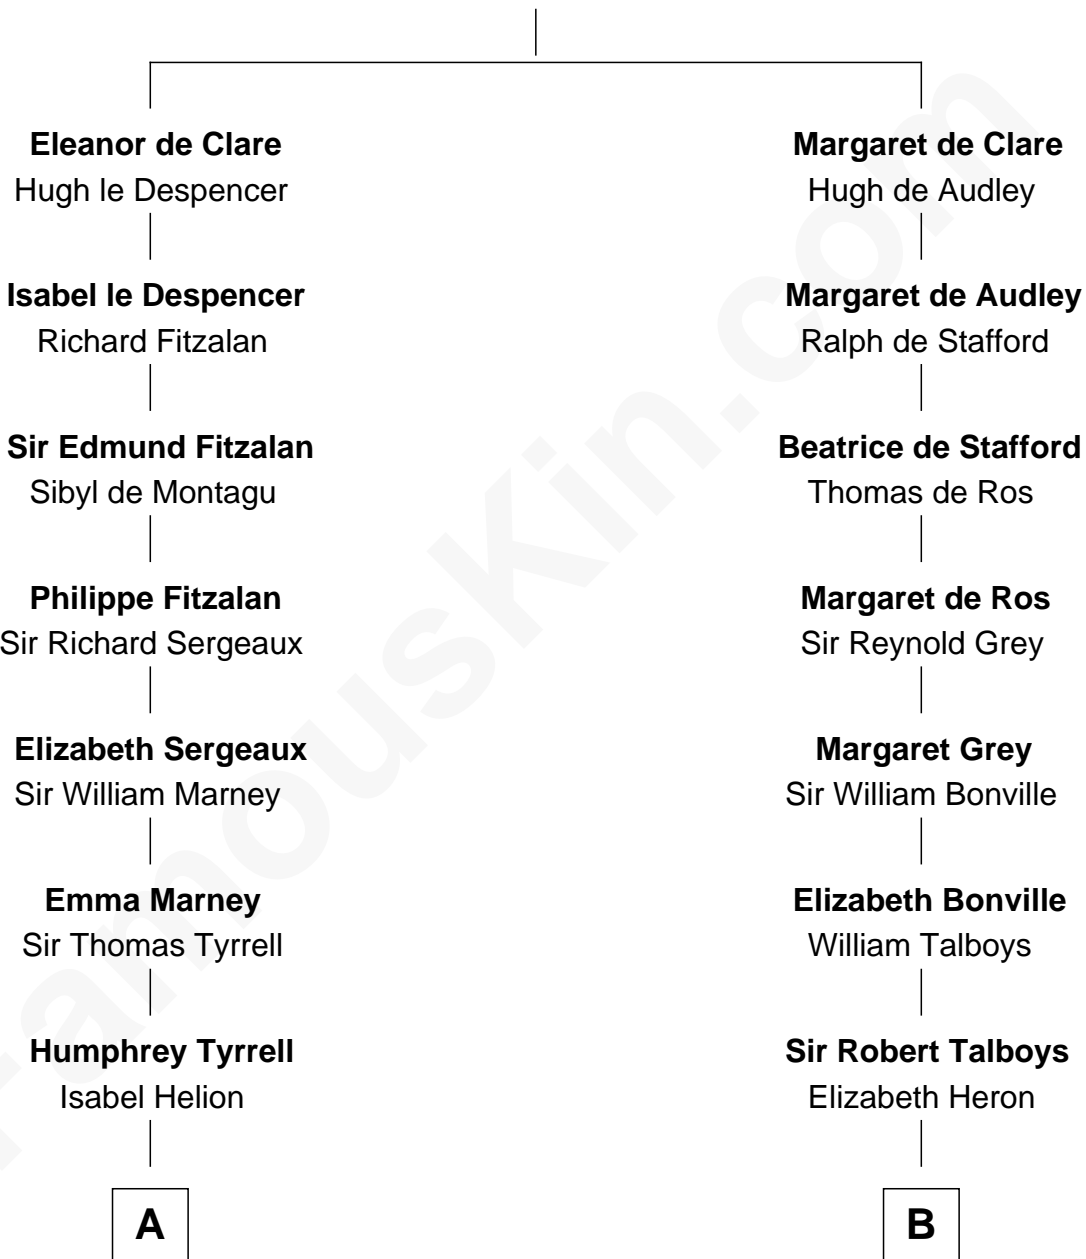 Eleanor de Clare
Hugh le Despencer
Margaret de Clare
Hugh de Audley
Isabel le Despencer
Richard Fitzalan
Margaret de Audley
Ralph de Stafford
Sir Edmund Fitzalan
Sibyl de Montagu
Beatrice de Stafford
Thomas de Ros
Philippe Fitzalan
Sir Richard Sergeaux
Margaret de Ros
Sir Reynold Grey
Elizabeth Sergeaux
Sir William Marney
Margaret Grey
Sir William Bonville
Emma Marney
Sir Thomas Tyrrell
Elizabeth Bonville
William Talboys
Humphrey Tyrrell
Isabel Helion
Sir Robert Talboys
Elizabeth Heron
A
B
FamousKin.com